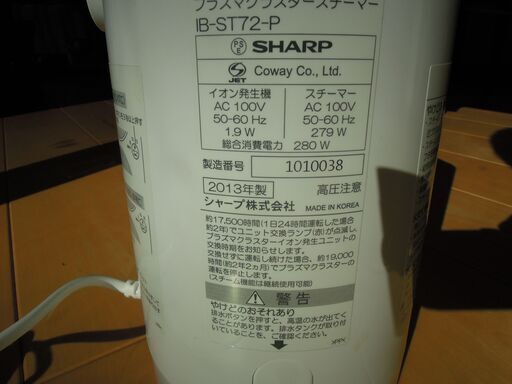 プラズマクラスタースチーマー
IB-ST72-P
PS
E
SHARP
S
JET
Coway Co., Ltd.
イオン発生機
スチーマー
AC 100V
AC 100V
50-60 Hz
50-60 Hz
1.9 W
279 W
総合消費電力
280 W
製造番号
1010038
2013年製
高圧注意
シャープ株式会社
MADE IN KOREA
約17,500時間(1日24時間運転した場合
約2年)でユニット交換ランプ(赤)が点滅し、
プラズマクラスターイオン発生ユニットの
交換時期をお知らせします。
交換せずに運転し続けた場合、約19,000
時間(約2年2ヵ月)でプラズマクラスターの
運転を停止します。
(スチーム機能は継続使用可能)
警告
やけどのおそれあり
排水ボタンを押すと、高温の水が出てく
ることがあります。排水タンクが取り付
いていることを、ご確認ください。